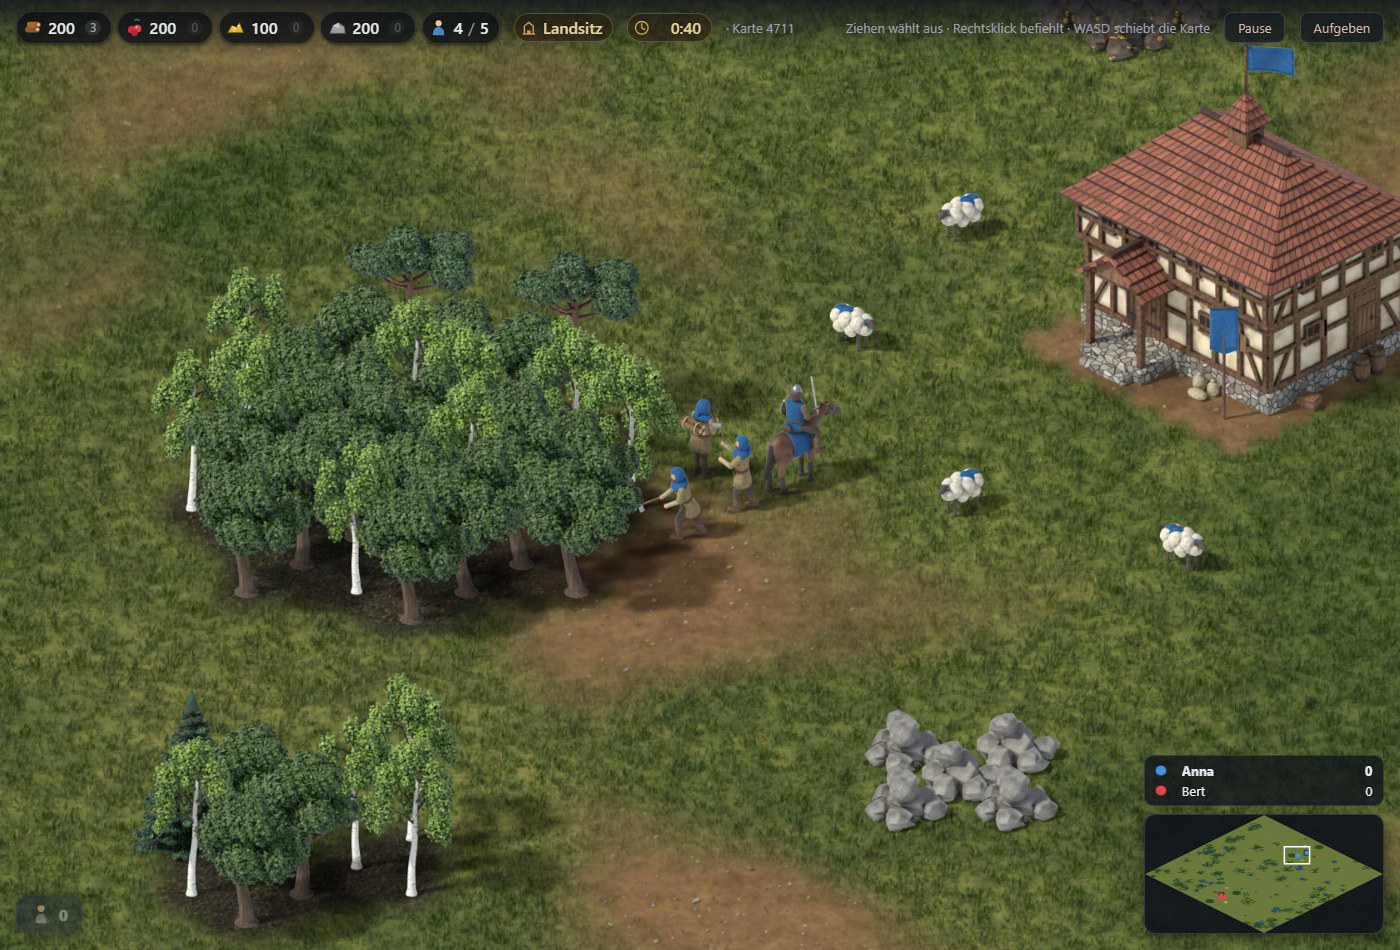 200 3 200 0 100 0 200 0 4 / 5 Landsitz 0:40 · Karte 4711 Ziehen wählt aus · Rechtsklick befiehlt · WASD schiebt die Karte Pause Aufgeben
Anna 0
Bert 0
0